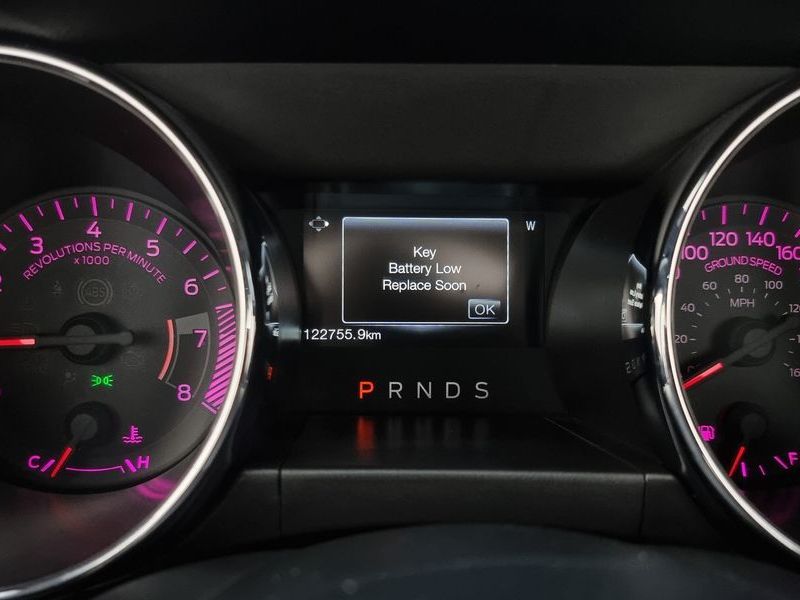 Key
Battery Low
Replace Soon
OK
W
122755.9km
P R N D S
3
4
5
6
7
8
REVOLUTIONS PER MINUTE
x1000
ABS
C
H
100
120
140
160
GROUND SPEED
20
40
60
80
100
MPH
F